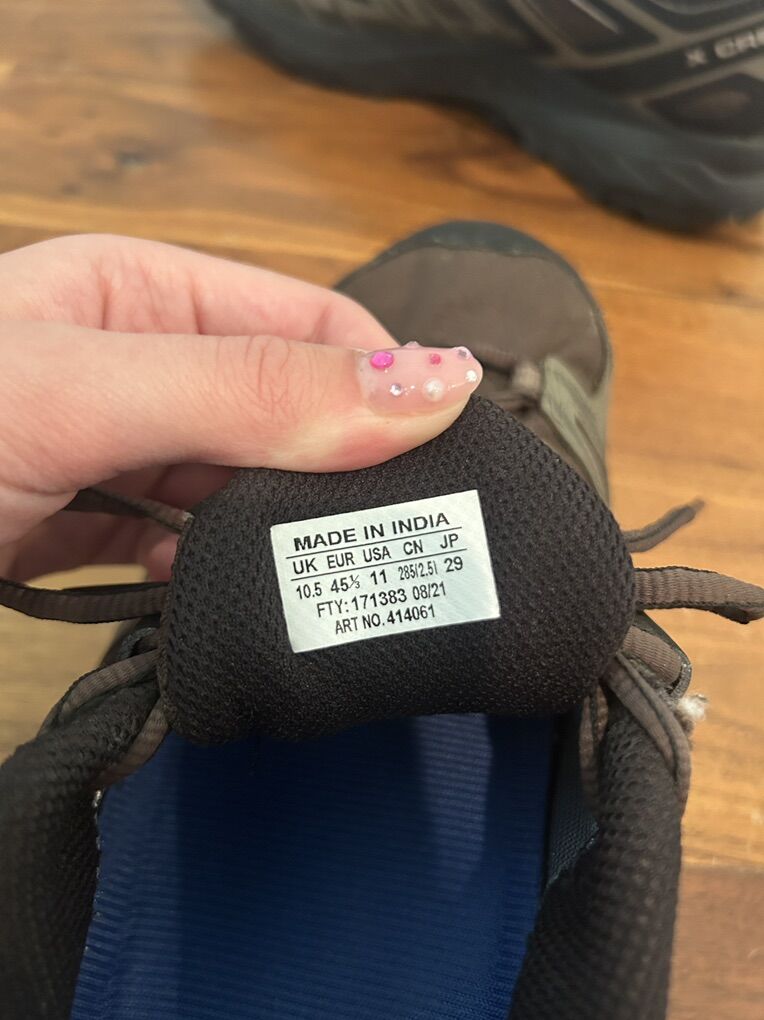 X CR
MADE IN INDIA
UK EUR USA CN JP
10.5 45⅓ 11 285(2.5) 29
FTY:171383 08/21
ART NO.414061